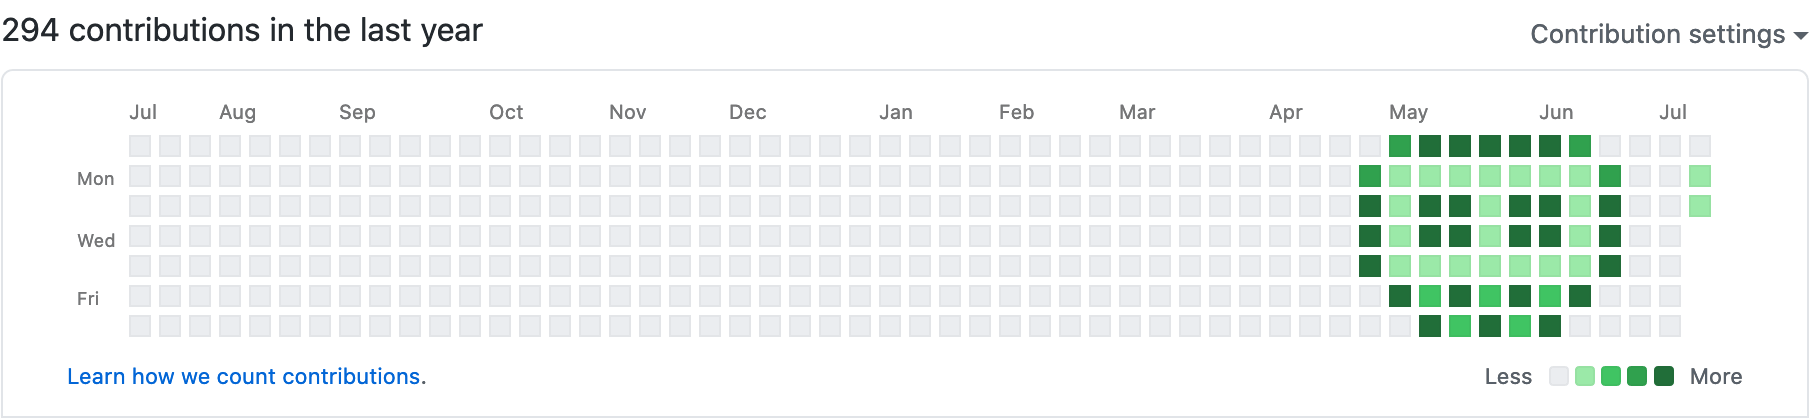 294 contributions in the last year
Contribution settings
Jul Aug Sep Oct Nov Dec Jan Feb Mar Apr May Jun Jul
Mon
Wed
Fri
Learn how we count contributions.
Less More